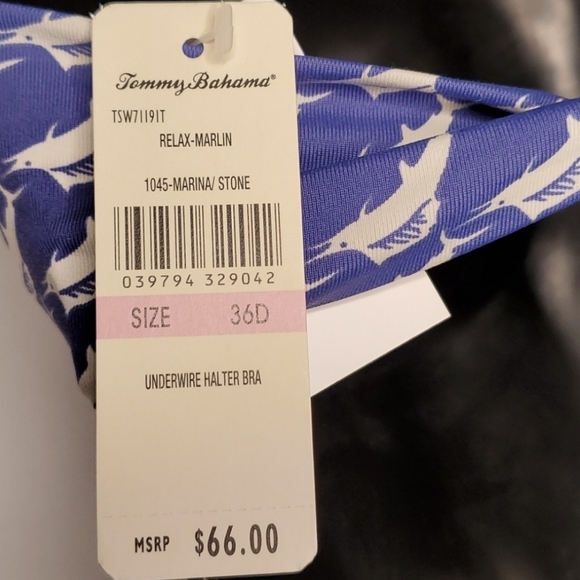 Tommy Bahama®
TSW71191T
RELAX-MARLIN
1045-MARINA/ STONE
039794 329042
SIZE 36D
UNDERWIRE HALTER BRA
MSRP $66.00